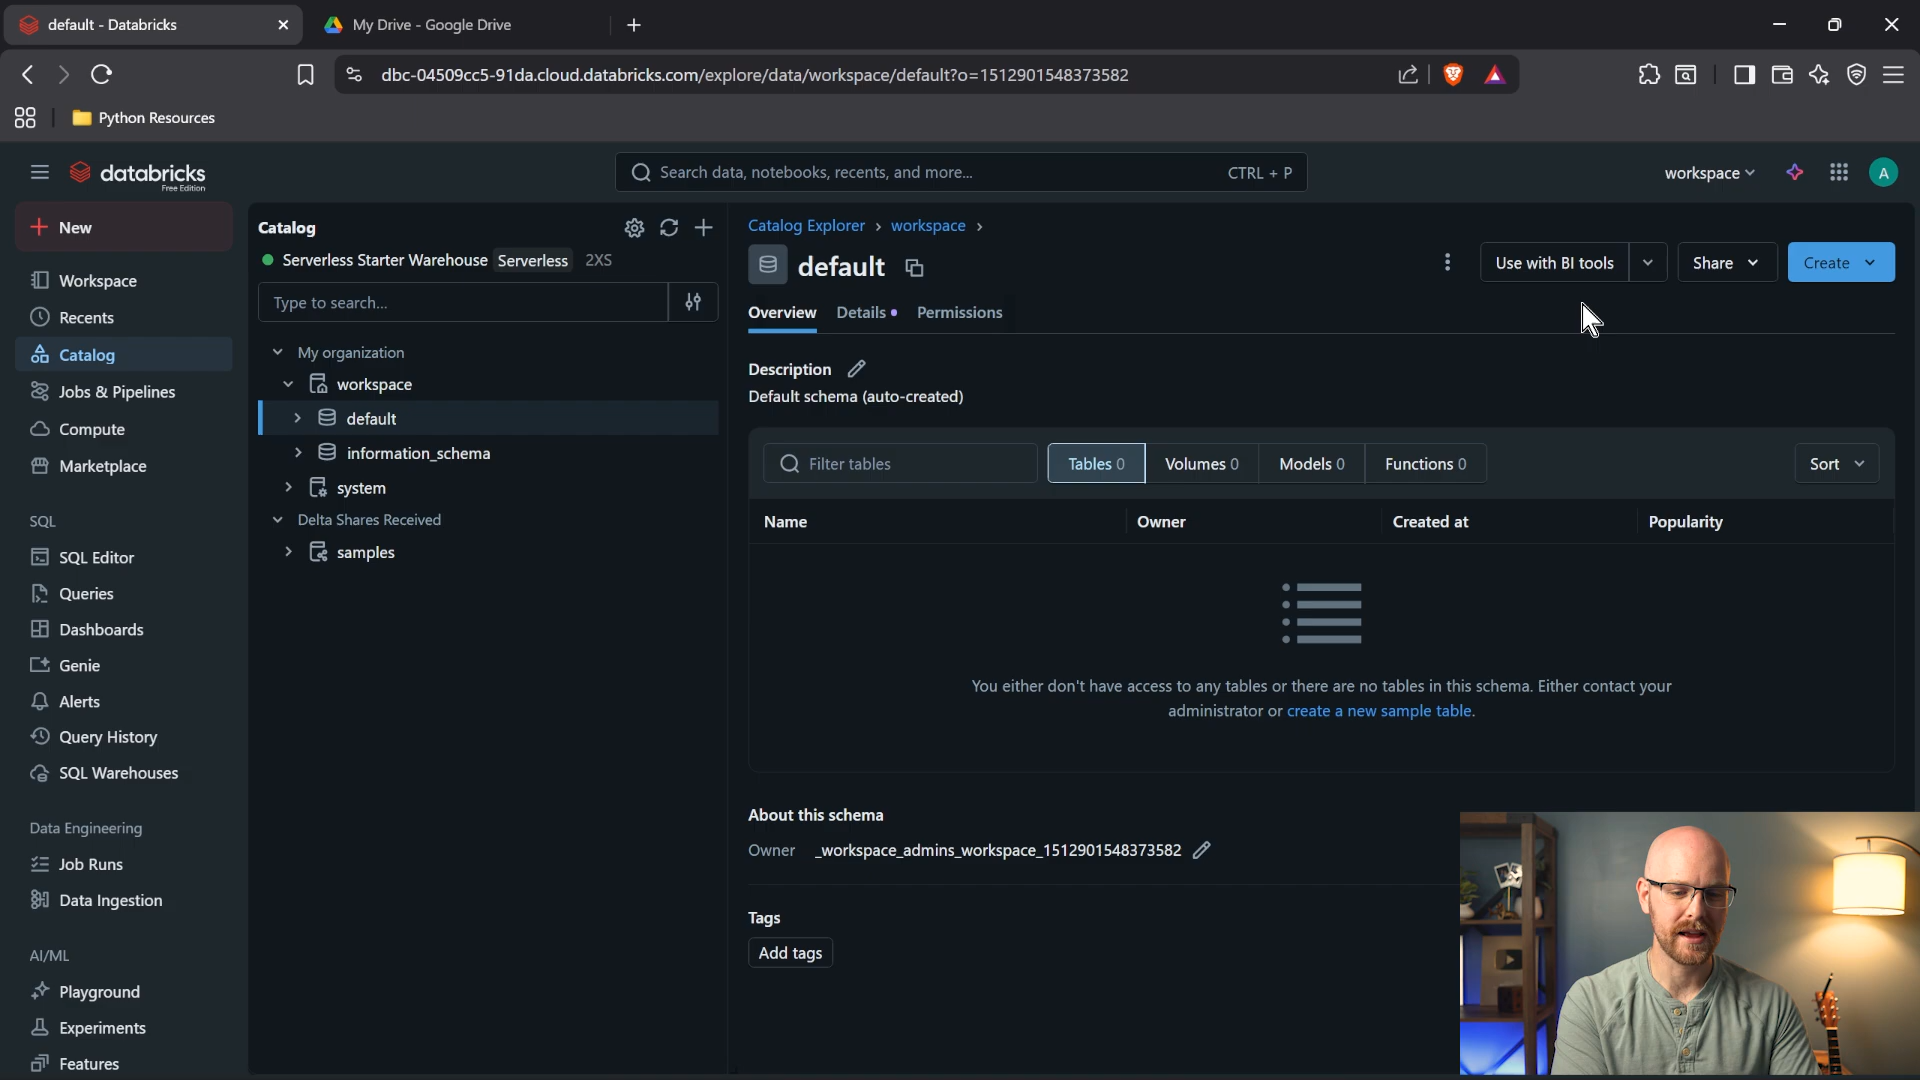 default - Databricks
My Drive - Google Drive
dbc-04509cc5-91da.cloud.databricks.com/explore/data/workspace/default?o=1512901548373582
Python Resources
databricks
Free Edition
Search data, notebooks, recents, and more...
CTRL + P
workspace
A
New
Workspace
Recents
Catalog
Jobs & Pipelines
Compute
Marketplace
SQL
SQL Editor
Queries
Dashboards
Genie
Alerts
Query History
SQL Warehouses
Data Engineering
Job Runs
Data Ingestion
AI/ML
Playground
Experiments
Features
Catalog
Serverless Starter Warehouse Serverless 2XS
Type to search...
My organization
workspace
default
information_schema
system
Delta Shares Received
samples
Catalog Explorer > workspace >
default
Use with BI tools
Share
Create
Overview Details Permissions
Description
Default schema (auto-created)
Filter tables
Tables 0 Volumes 0 Models 0 Functions 0
Sort
Name Owner Created at Popularity
You either don't have access to any tables or there are no tables in this schema. Either contact your
administrator or create a new sample table.
About this schema
Owner _workspace_admins_workspace_1512901548373582
Tags
Add tags